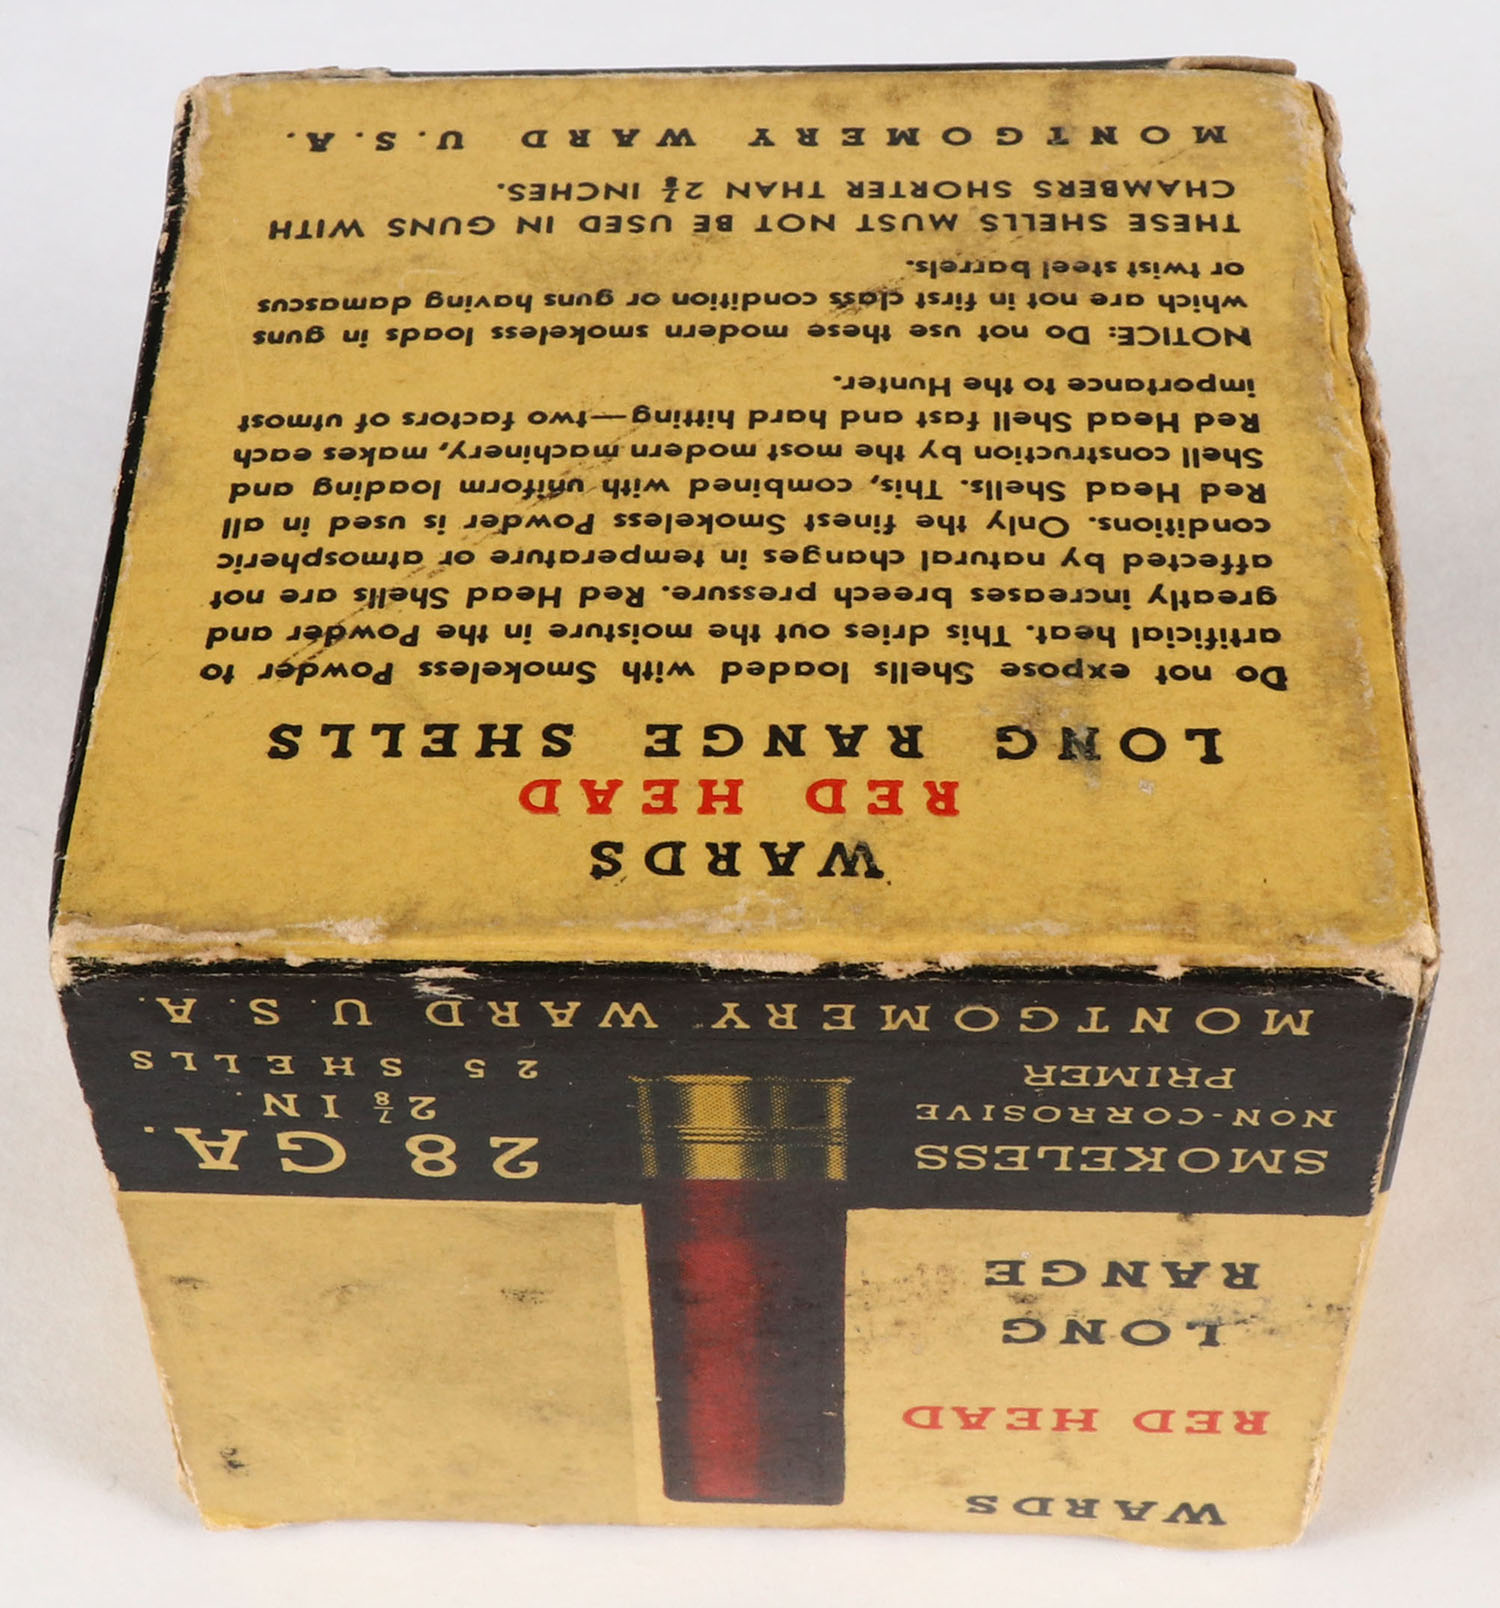 WARDS
RED HEAD
LONG
RANGE
SMOKELESS
NON-CORROSIVE
PRIMER
28 GA.
2⅞ IN.
25 SHELLS
MONTGOMERY WARD U.S.A.
WARDS
RED HEAD
LONG RANGE SHELLS
Do not expose Shells loaded with Smokeless Powder to
artificial heat. This dries out the moisture in the Powder and
greatly increases breech pressure. Red Head Shells are not
affected by natural changes in temperature or atmospheric
conditions. Only the finest Smokeless Powder is used in all
Red Head Shells. This, combined with uniform loading and
Shell construction by the most modern machinery, makes each
Red Head Shell fast and hard hitting—two factors of utmost
importance to the Hunter.
NOTICE: Do not use these modern smokeless loads in guns
which are not in first class condition or guns having damascus
or twist steel barrels.
THESE SHELLS MUST NOT BE USED IN GUNS WITH
CHAMBERS SHORTER THAN 2⅞ INCHES.
MONTGOMERY WARD U.S.A.